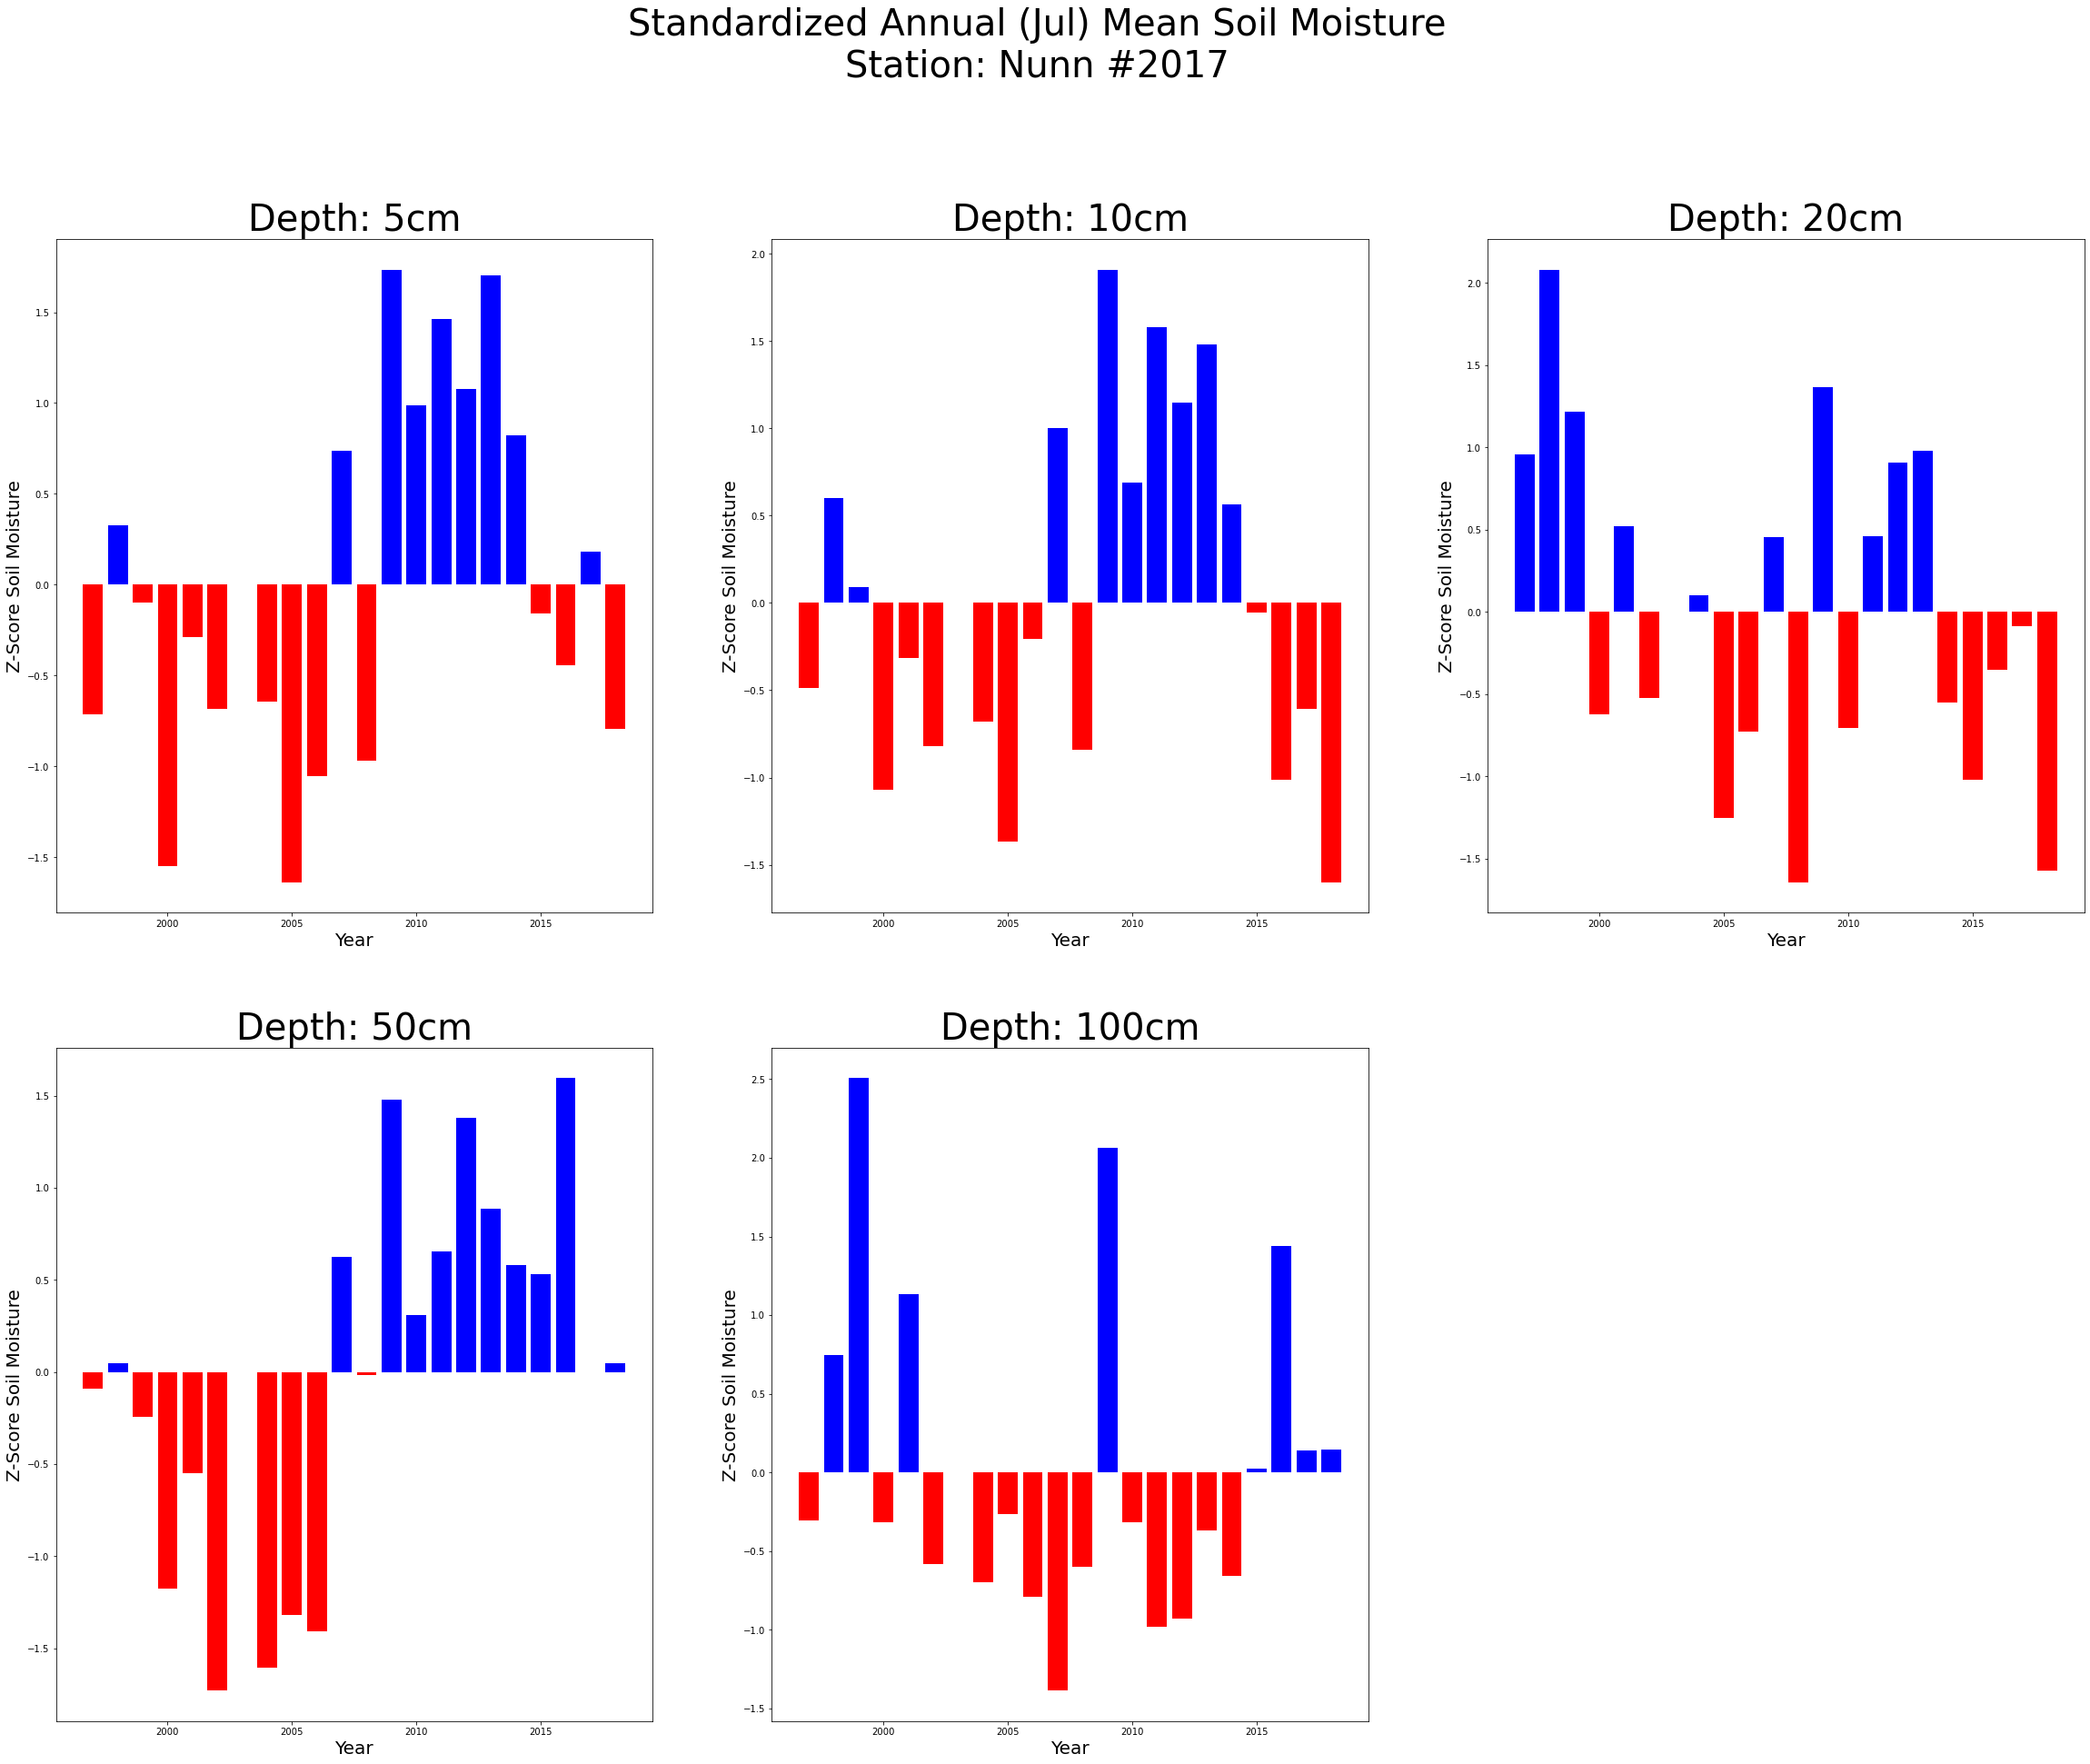 Standardized Annual (Jul) Mean Soil Moisture
Station: Nunn #2017
Depth: 5cm
1.5
1.0
0.5
0.0
−0.5
−1.0
−1.5
Z-Score Soil Moisture
2000 2005 2010 2015
Year
Depth: 10cm
2.0
1.5
1.0
0.5
0.0
−0.5
−1.0
−1.5
Z-Score Soil Moisture
2000 2005 2010 2015
Year
Depth: 20cm
2.0
1.5
1.0
0.5
0.0
−0.5
−1.0
−1.5
Z-Score Soil Moisture
2000 2005 2010 2015
Year
Depth: 50cm
1.5
1.0
0.5
0.0
−0.5
−1.0
−1.5
Z-Score Soil Moisture
2000 2005 2010 2015
Year
Depth: 100cm
2.5
2.0
1.5
1.0
0.5
0.0
−0.5
−1.0
−1.5
Z-Score Soil Moisture
2000 2005 2010 2015
Year